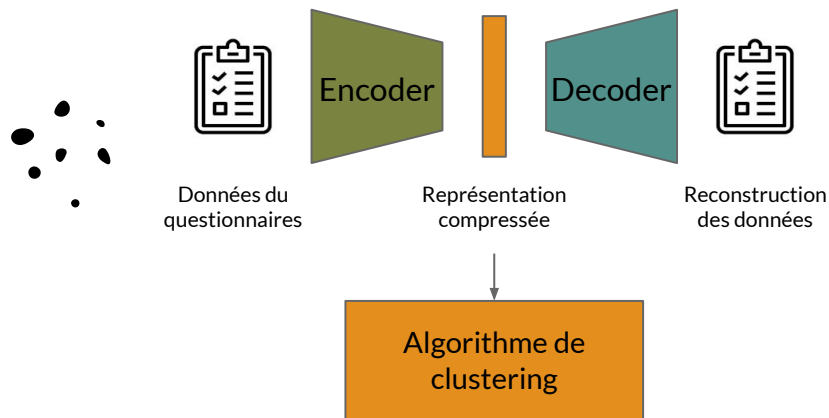 Encoder
Decoder
Données du
questionnaires
Représentation
compressée
Reconstruction
des données
Algorithme de
clustering